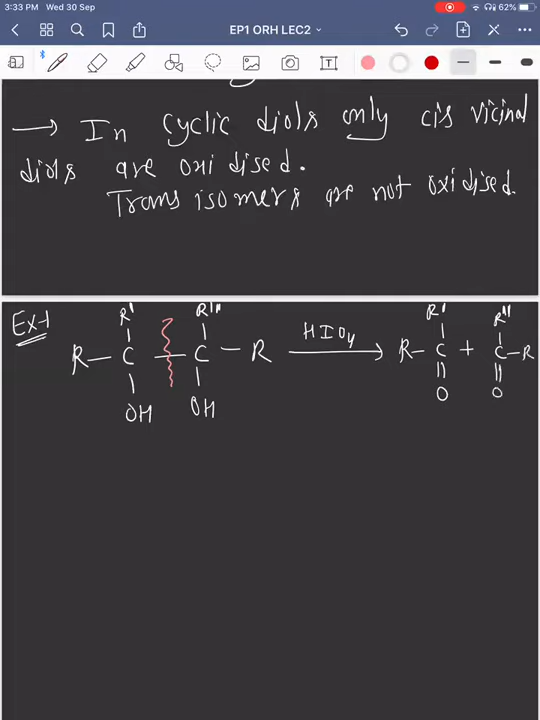 3:33 PM Wed 30 Sep
62%
EP1 ORH LEC2
→ In cyclic diols only cis vicinal
diols are oxidised.
Trans isomers are not oxidised.
Ex-1
R' R'" R' R"
R—C—C—R HIO4 → R—C + C—R
OH OH O O